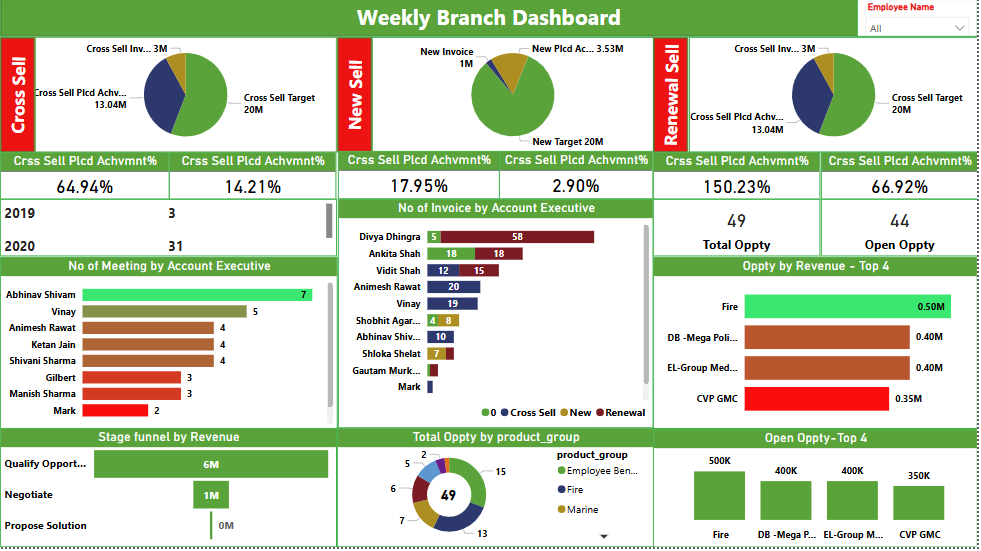 Weekly Branch Dashboard
Employee Name
All
Cross Sell
Cross Sell Inv... 3M
Cross Sell Plcd Achv...
13.04M
Cross Sell Target
20M
New Sell
New Invoice
1M
New Plcd Ac... 3.53M
New Target 20M
Renewal Sell
Cross Sell Inv... 3M
Cross Sell Plcd Achv...
13.04M
Cross Sell Target
20M
Crss Sell Plcd Achvmnt%
Crss Sell Plcd Achvmnt%
64.94%
14.21%
Crss Sell Plcd Achvmnt%
Crss Sell Plcd Achvmnt%
17.95%
2.90%
Crss Sell Plcd Achvmnt%
Crss Sell Plcd Achvmnt%
150.23%
66.92%
2019 3
2020 31
49
Total Oppty
44
Open Oppty
No of Meeting by Account Executive
Abhinav Shivam 7
Vinay 5
Animesh Rawat 4
Ketan Jain 4
Shivani Sharma 4
Gilbert 3
Manish Sharma 3
Mark 2
No of Invoice by Account Executive
Divya Dhingra 5 58
Ankita Shah 18 18
Vidit Shah 12 15
Animesh Rawat 20
Vinay 19
Shobhit Agar... 4 8
Abhinav Shiv... 10
Shloka Shelat 7
Gautam Murk...
Mark
0 Cross Sell New Renewal
Oppty by Revenue - Top 4
Fire 0.50M
DB -Mega Poli... 0.40M
EL-Group Med... 0.40M
CVP GMC 0.35M
Stage funnel by Revenue
Qualify Opport... 6M
Negotiate 1M
Propose Solution 0M
Total Oppty by product_group
2
5
6
7
13
15
49
product_group
Employee Ben...
Fire
Marine
Open Oppty-Top 4
500K
400K
400K
350K
Fire
DB -Mega P...
EL-Group M...
CVP GMC